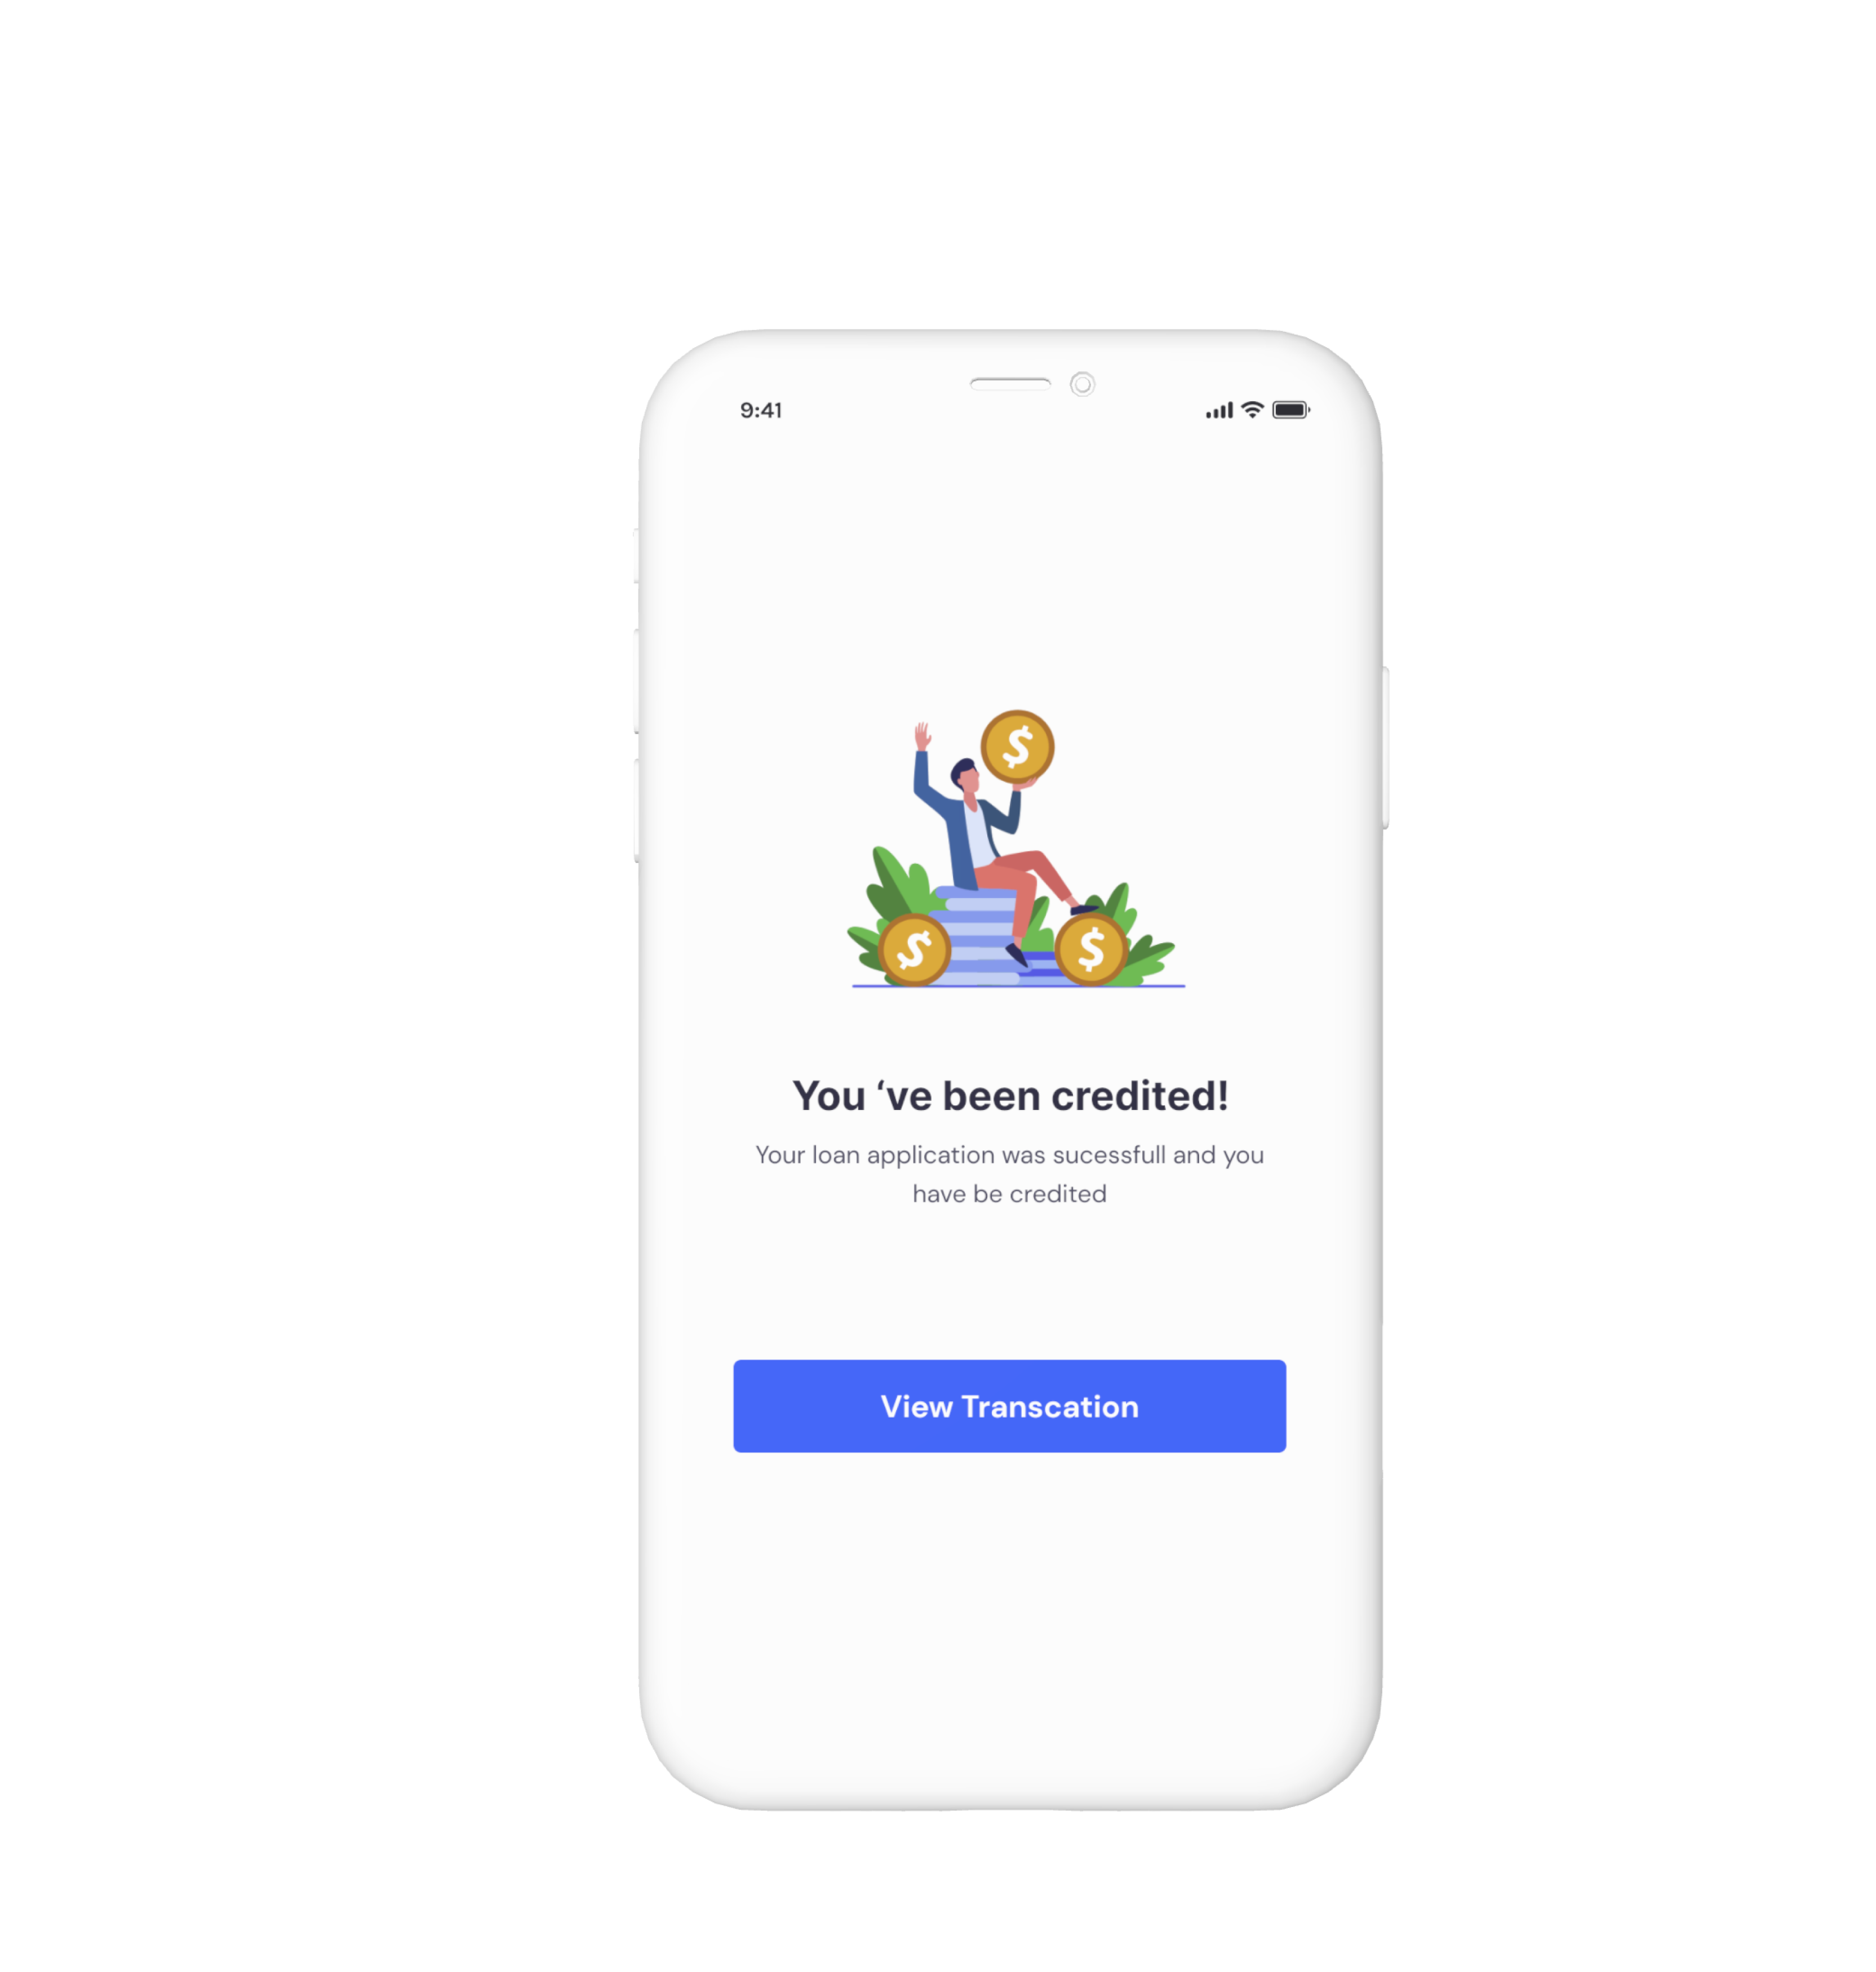 9:41
You ‘ve been credited!
Your loan application was sucessfull and you
have be credited
View Transcation